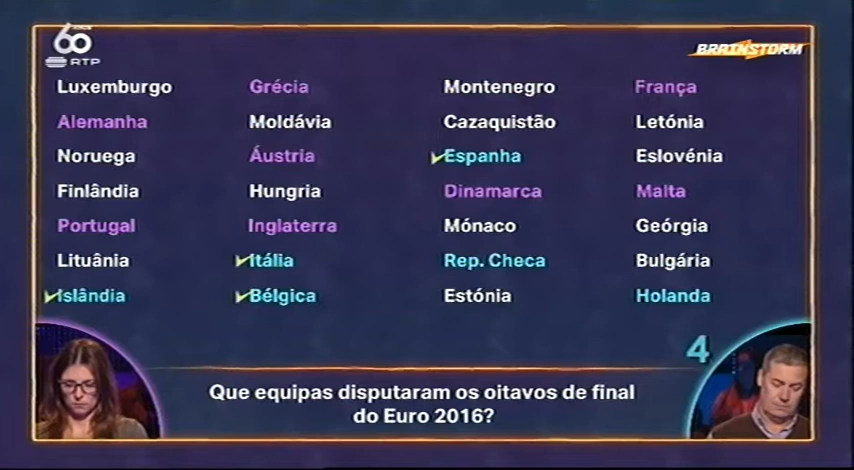 60
RTP
BRAINSTORM
Luxemburgo Grécia Montenegro França
Alemanha Moldávia Cazaquistão Letónia
Noruega Áustria Espanha Eslovénia
Finlândia Hungria Dinamarca Malta
Portugal Inglaterra Mónaco Geórgia
Lituânia Itália Rep. Checa Bulgária
Islândia Bélgica Estónia Holanda
4
Que equipas disputaram os oitavos de final
do Euro 2016?